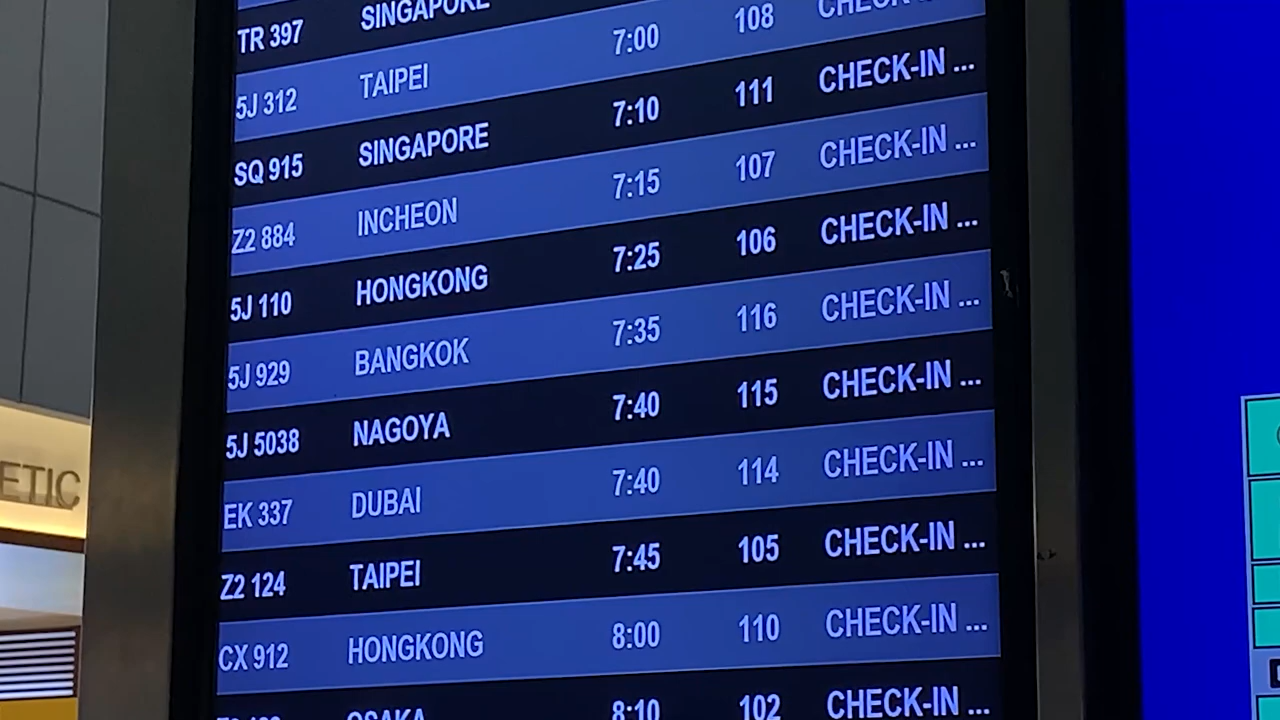 TR 397 SINGAPORE
5J 312 TAIPEI 7:00 108 CHECK-IN
SQ 915 SINGAPORE 7:10 111 CHECK-IN ...
Z2 884 INCHEON 7:15 107 CHECK-IN ...
5J 110 HONGKONG 7:25 106 CHECK-IN ...
5J 929 BANGKOK 7:35 116 CHECK-IN ...
5J 5038 NAGOYA 7:40 115 CHECK-IN ...
EK 337 DUBAI 7:40 114 CHECK-IN ...
Z2 124 TAIPEI 7:45 105 CHECK-IN ...
CX 912 HONGKONG 8:00 110 CHECK-IN ...
OSAKA 8:10 102 CHECK-IN ...
ETIC